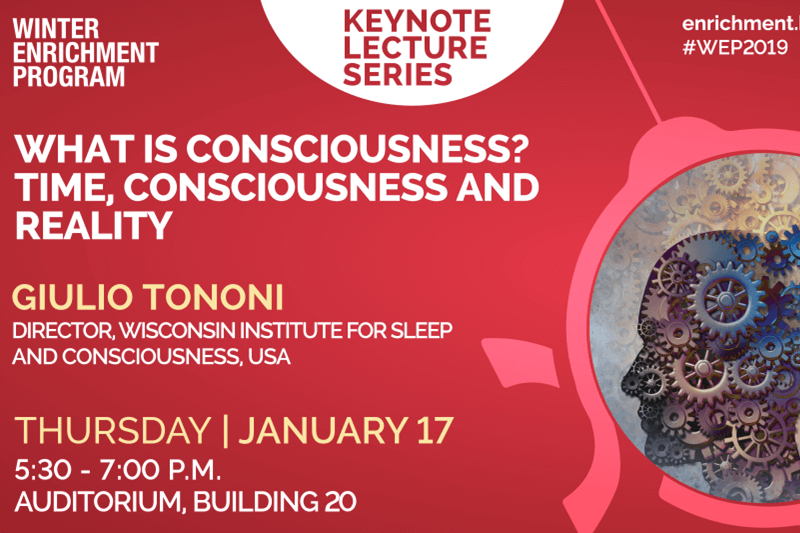 WINTER
ENRICHMENT
PROGRAM
KEYNOTE
LECTURE
SERIES
enrichment.
#WEP2019
WHAT IS CONSCIOUSNESS?
TIME, CONSCIOUSNESS AND
REALITY
GIULIO TONONI
DIRECTOR, WISCONSIN INSTITUTE FOR SLEEP
AND CONSCIOUSNESS, USA
THURSDAY | JANUARY 17
5:30 - 7:00 P.M.
AUDITORIUM, BUILDING 20